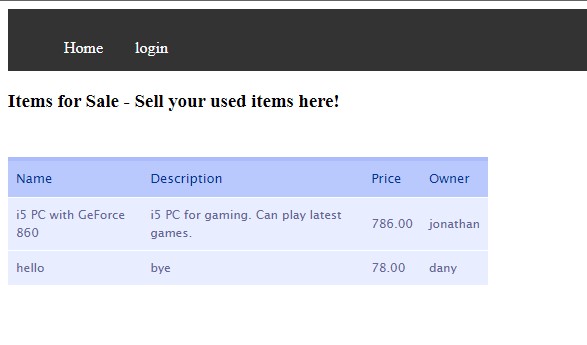 Home login
Items for Sale - Sell your used items here!
Name Description Price Owner
i5 PC with GeForce 860 i5 PC for gaming. Can play latest games. 786.00 jonathan
hello bye 78.00 dany